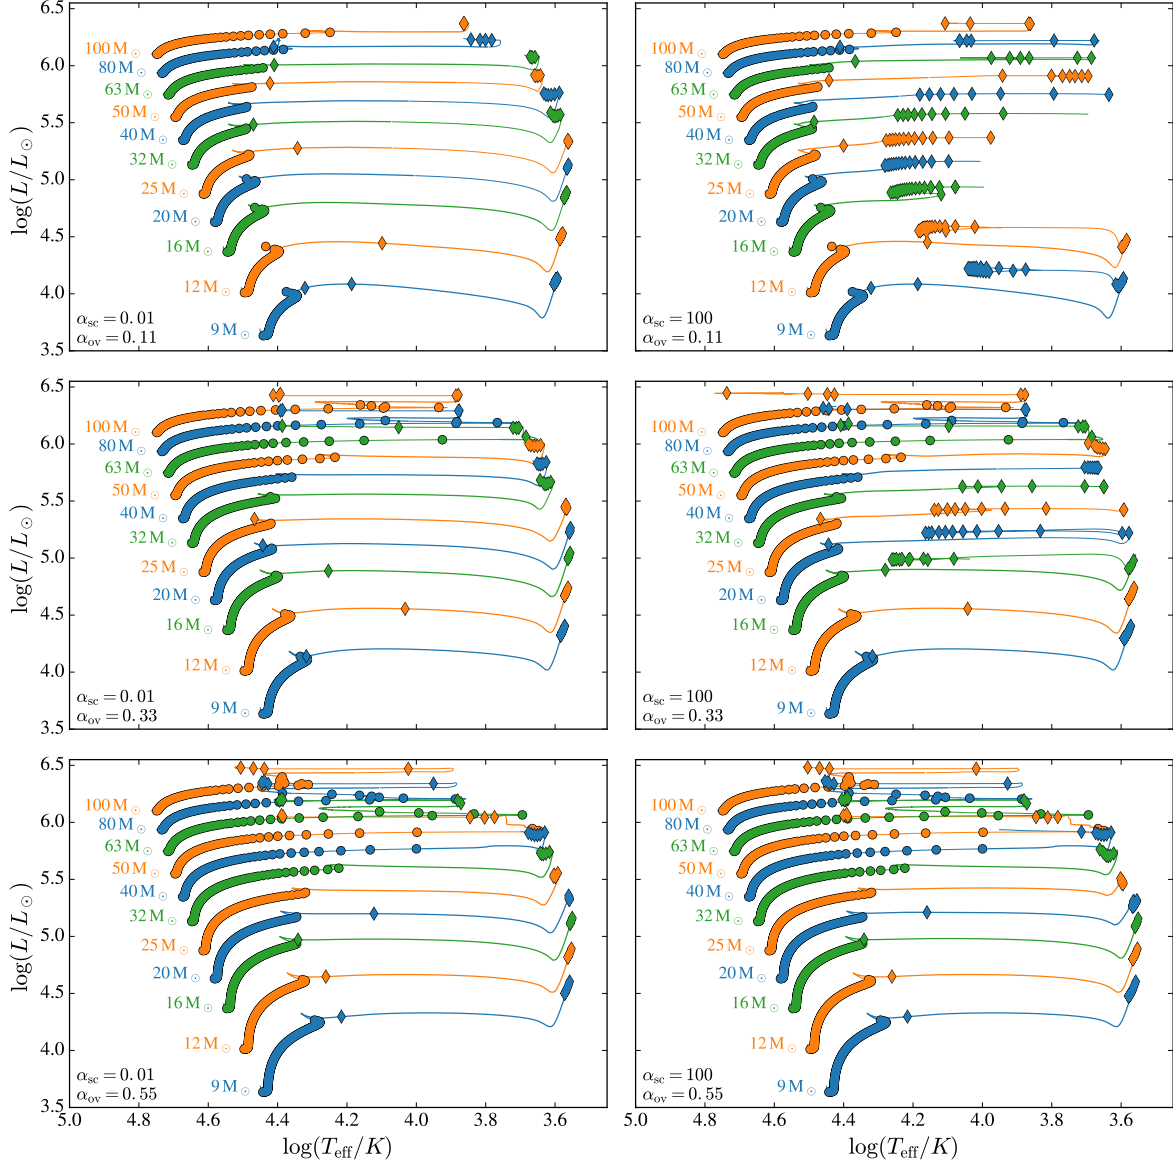 6.5
6.0
5.5
5.0
4.5
4.0
3.5
log(L/L⊙)
100 M⊙
80 M⊙
63 M⊙
50 M⊙
40 M⊙
32 M⊙
25 M⊙
20 M⊙
16 M⊙
12 M⊙
9 M⊙
αsc = 0.01
αov = 0.11
100 M⊙
80 M⊙
63 M⊙
50 M⊙
40 M⊙
32 M⊙
25 M⊙
20 M⊙
16 M⊙
12 M⊙
9 M⊙
αsc = 100
αov = 0.11
6.5
6.0
5.5
5.0
4.5
4.0
3.5
log(L/L⊙)
100 M⊙
80 M⊙
63 M⊙
50 M⊙
40 M⊙
32 M⊙
25 M⊙
20 M⊙
16 M⊙
12 M⊙
9 M⊙
αsc = 0.01
αov = 0.33
100 M⊙
80 M⊙
63 M⊙
50 M⊙
40 M⊙
32 M⊙
25 M⊙
20 M⊙
16 M⊙
12 M⊙
9 M⊙
αsc = 100
αov = 0.33
6.5
6.0
5.5
5.0
4.5
4.0
3.5
log(L/L⊙)
100 M⊙
80 M⊙
63 M⊙
50 M⊙
40 M⊙
32 M⊙
25 M⊙
20 M⊙
16 M⊙
12 M⊙
9 M⊙
αsc = 0.01
αov = 0.55
5.0 4.8 4.6 4.4 4.2 4.0 3.8 3.6
log(Teff/K)
100 M⊙
80 M⊙
63 M⊙
50 M⊙
40 M⊙
32 M⊙
25 M⊙
20 M⊙
16 M⊙
12 M⊙
9 M⊙
αsc = 100
αov = 0.55
5.0 4.8 4.6 4.4 4.2 4.0 3.8 3.6
log(Teff/K)